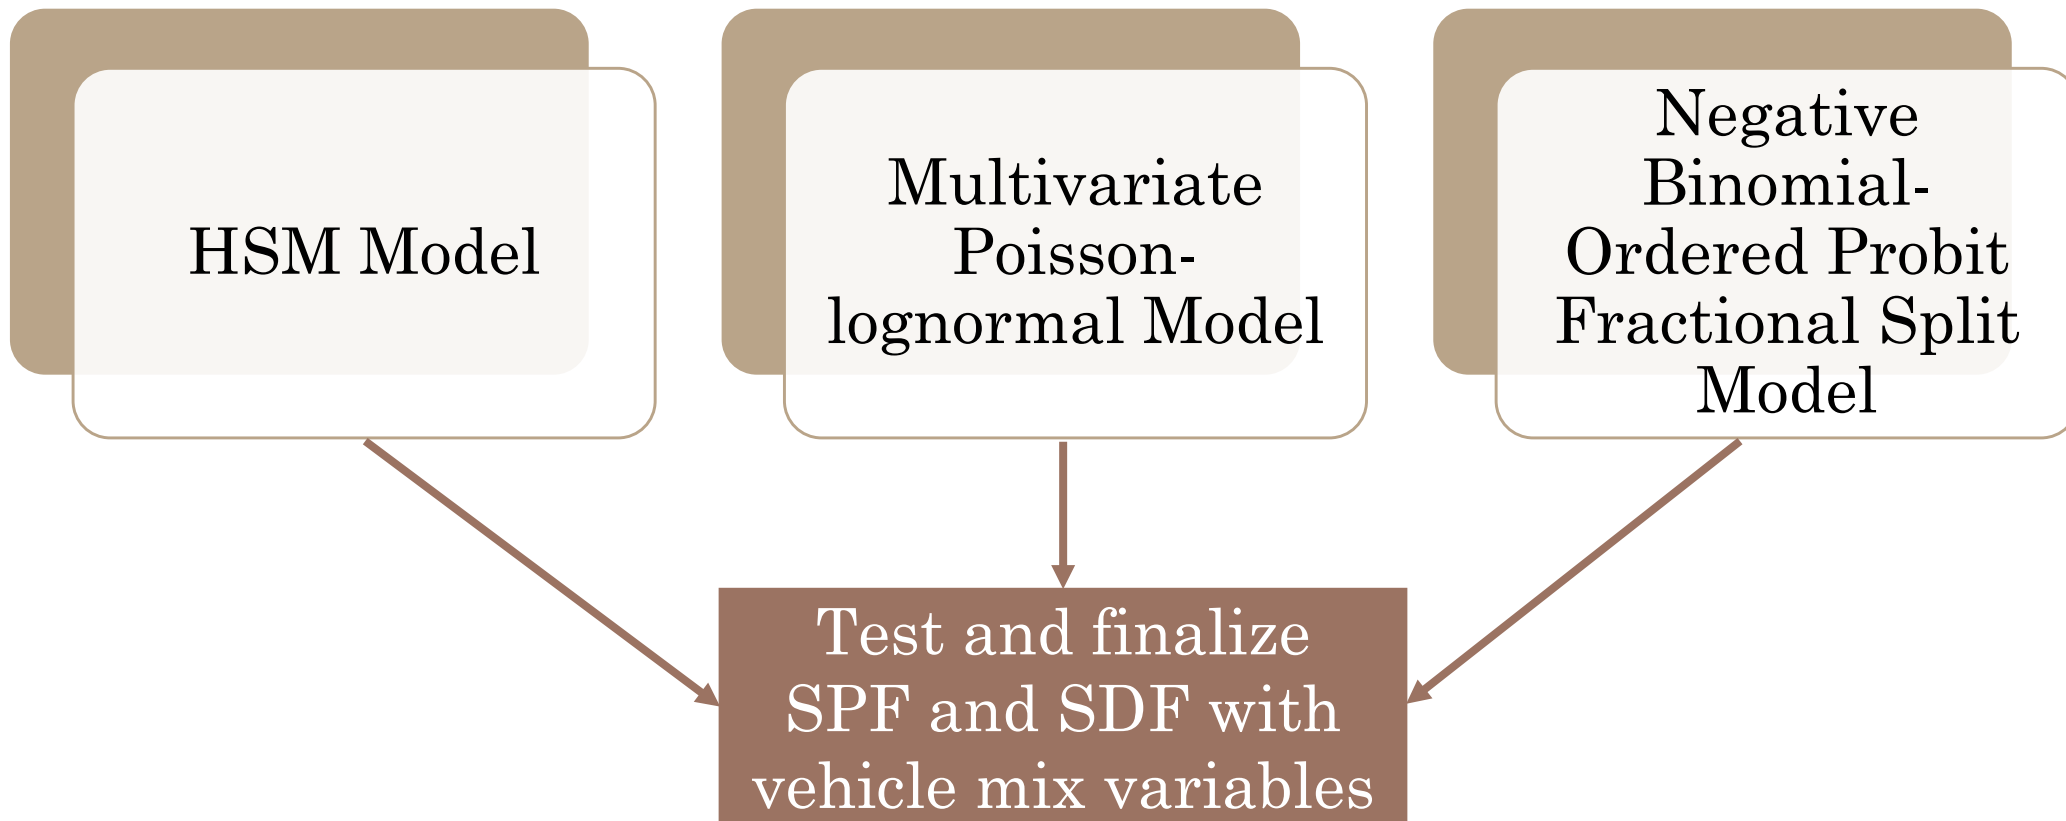 HSM Model
Multivariate
Poisson-
lognormal Model
Negative
Binomial-
Ordered Probit
Fractional Split
Model
Test and finalize
SPF and SDF with
vehicle mix variables